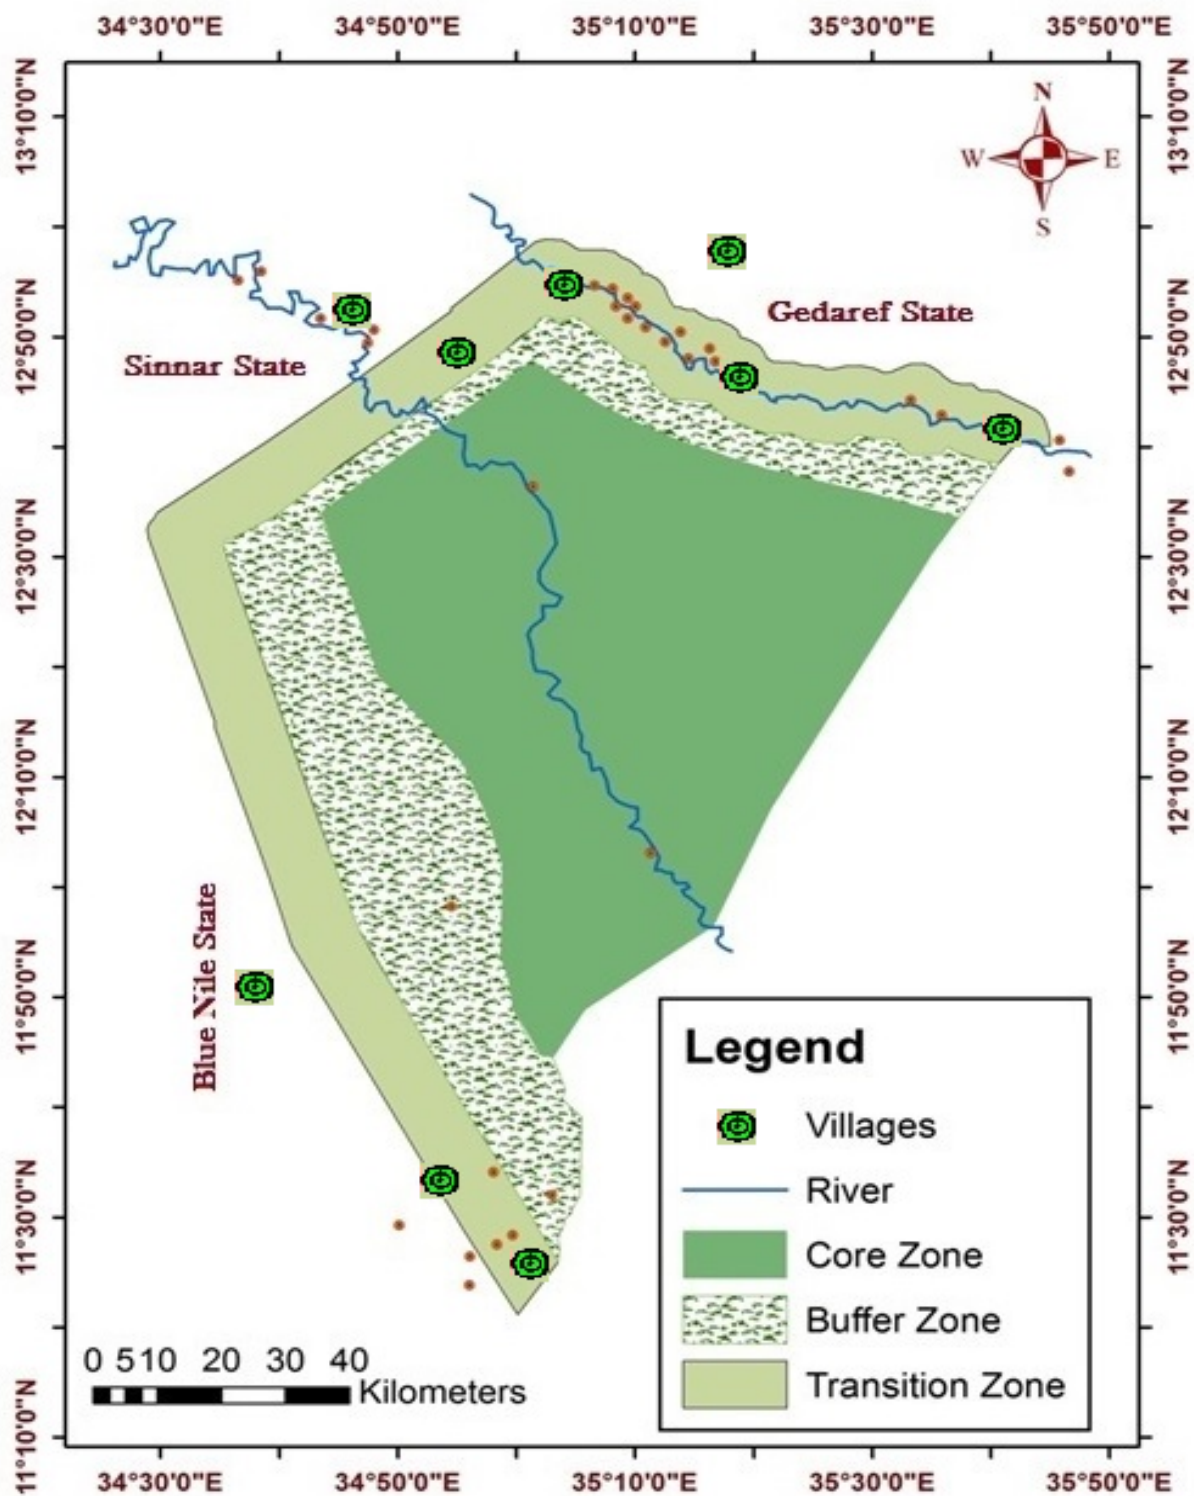 34°30'0"E 34°50'0"E 35°10'0"E 35°30'0"E 35°50'0"E
13°10'0"N 13°10'0"N
N
W E
S
12°50'0"N 12°50'0"N
Gedaref State
Sinnar State
12°30'0"N 12°30'0"N
12°10'0"N 12°10'0"N
Blue Nile State
11°50'0"N 11°50'0"N
Legend
Villages
River
11°30'0"N 11°30'0"N
Core Zone
Buffer Zone
Transition Zone
0 5 10 20 30 40
Kilometers
11°10'0"N 11°10'0"N
34°30'0"E 34°50'0"E 35°10'0"E 35°30'0"E 35°50'0"E